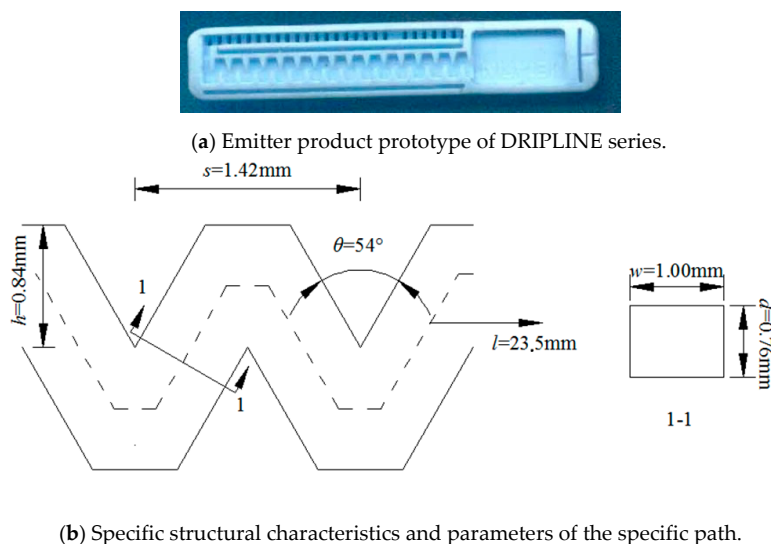 (a) Emitter product prototype of DRIPLINE series.
s=1.42mm
h=0.84mm
1
θ=54°
w=1.00mm
d=0.76mm
l=23.5mm
1
1-1
(b) Specific structural characteristics and parameters of the specific path.